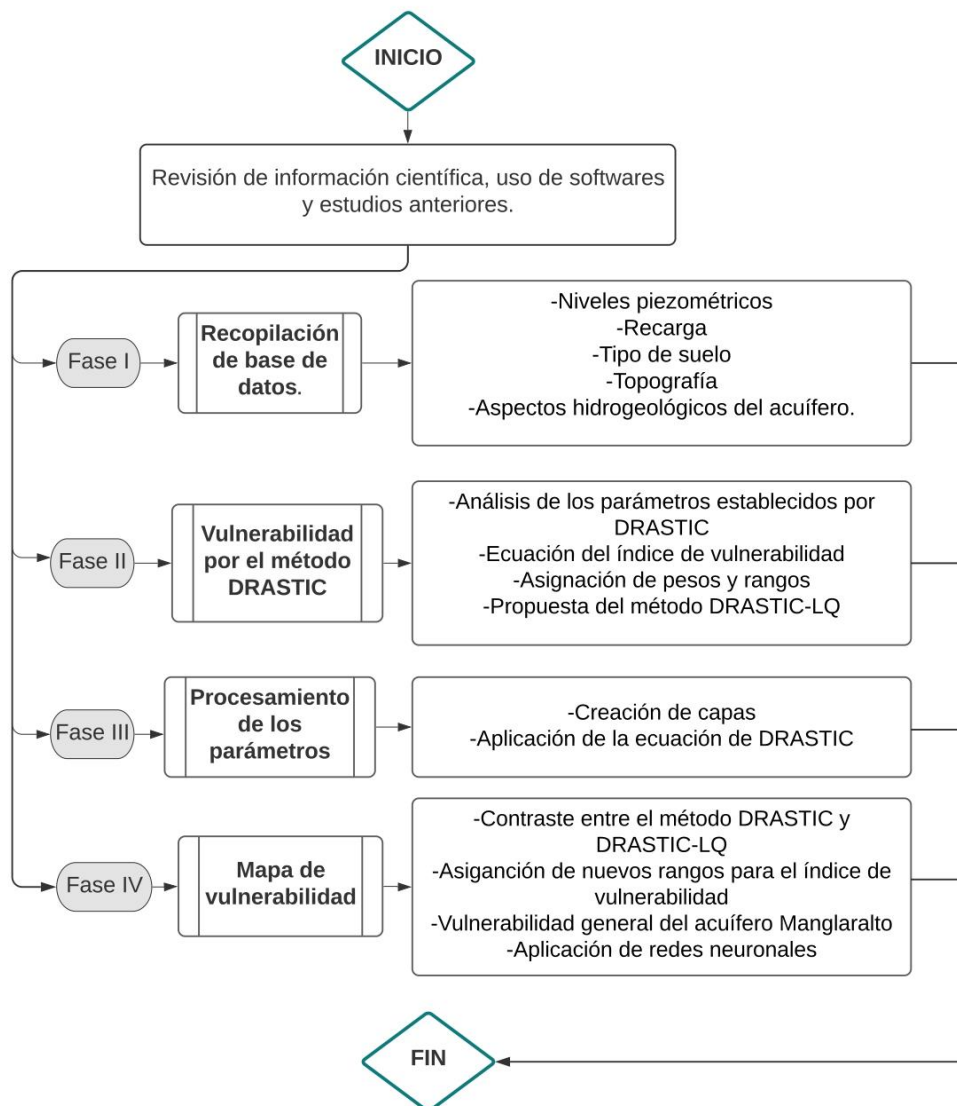 INICIO
Revisión de información científica, uso de softwares
y estudios anteriores.
Fase I
Recopilación
de base de
datos.
-Niveles piezométricos
-Recarga
-Tipo de suelo
-Topografía
-Aspectos hidrogeológicos del acuífero.
Fase II
Vulnerabilidad
por el método
DRASTIC
-Análisis de los parámetros establecidos por
DRASTIC
-Ecuación del índice de vulnerabilidad
-Asignación de pesos y rangos
-Propuesta del método DRASTIC-LQ
Fase III
Procesamiento
de los
parámetros
-Creación de capas
-Aplicación de la ecuación de DRASTIC
Fase IV
Mapa de
vulnerabilidad
-Contraste entre el método DRASTIC y
DRASTIC-LQ
-Asiganción de nuevos rangos para el índice de
vulnerabilidad
-Vulnerabilidad general del acuífero Manglaralto
-Aplicación de redes neuronales
FIN